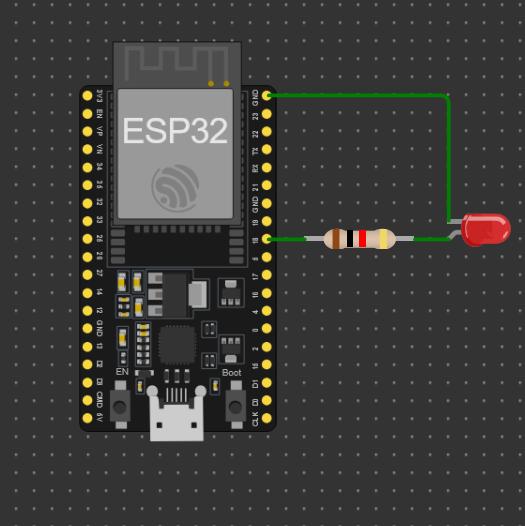 ESP32
3V3
EN
VP
VN
34
35
32
33
25
26
27
14
12
GND
13
D2
D3
CMD
5V
GND
23
22
TX
RX
21
GND
19
18
5
17
16
4
0
2
15
D1
D0
CLK
EN
Boot